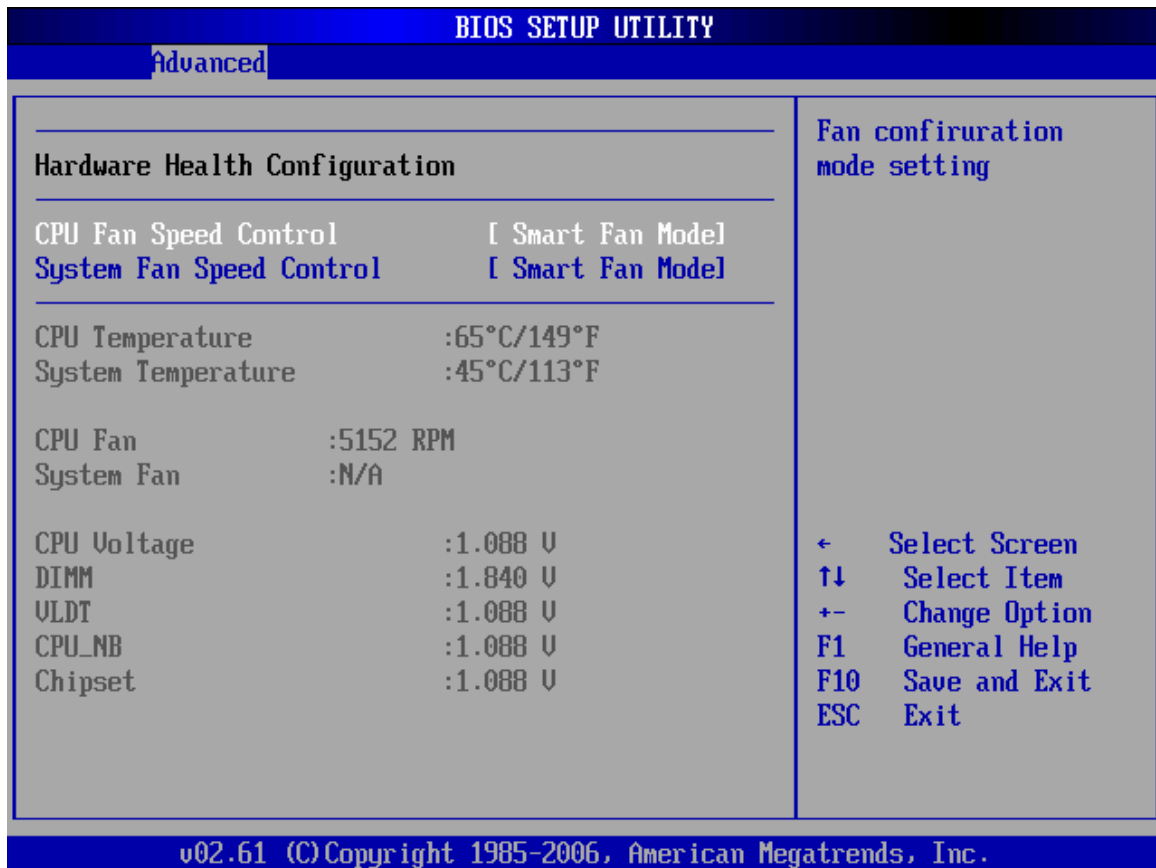 BIOS SETUP UTILITY
Advanced
Hardware Health Configuration
CPU Fan Speed Control [ Smart Fan Mode]
System Fan Speed Control [ Smart Fan Mode]
CPU Temperature :65°C/149°F
System Temperature :45°C/113°F
CPU Fan :5152 RPM
System Fan :N/A
CPU Voltage :1.088 V
DIMM :1.840 V
VLDT :1.088 V
CPU_NB :1.088 V
Chipset :1.088 V
Fan confiruration
mode setting
← Select Screen
↑↓ Select Item
+- Change Option
F1 General Help
F10 Save and Exit
ESC Exit
v02.61 (C)Copyright 1985-2006, American Megatrends, Inc.